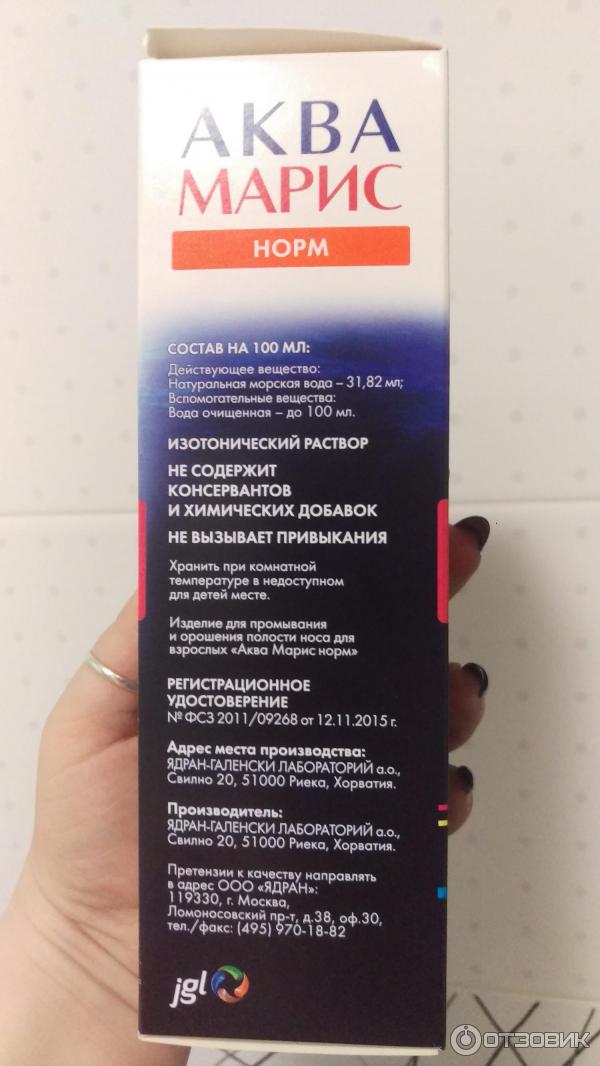 АКВА
МАРИС
НОРМ
СОСТАВ НА 100 МЛ:
Действующее вещество:
Натуральная морская вода – 31,82 мл;
Вспомогательные вещества:
Вода очищенная – до 100 мл.
ИЗОТОНИЧЕСКИЙ РАСТВОР
НЕ СОДЕРЖИТ
КОНСЕРВАНТОВ
И ХИМИЧЕСКИХ ДОБАВОК
НЕ ВЫЗЫВАЕТ ПРИВЫКАНИЯ
Хранить при комнатной
температуре в недоступном
для детей месте.
Изделие для промывания
и орошения полости носа для
взрослых «Аква Марис норм»
РЕГИСТРАЦИОННОЕ
УДОСТОВЕРЕНИЕ
№ ФСЗ 2011/09268 от 12.11.2015 г.
Адрес места производства:
ЯДРАН-ГАЛЕНСКИ ЛАБОРАТОРИЙ а.о.,
Свилно 20, 51000 Риека, Хорватия.
Производитель:
ЯДРАН-ГАЛЕНСКИ ЛАБОРАТОРИЙ а.о.,
Свилно 20, 51000 Риека, Хорватия.
Претензии к качеству направлять
в адрес ООО «ЯДРАН»:
119330, г. Москва,
Ломоносовский пр-т, д.38, оф.30,
тел./факс: (495) 970-18-82
jgl
ОТЗОВИК